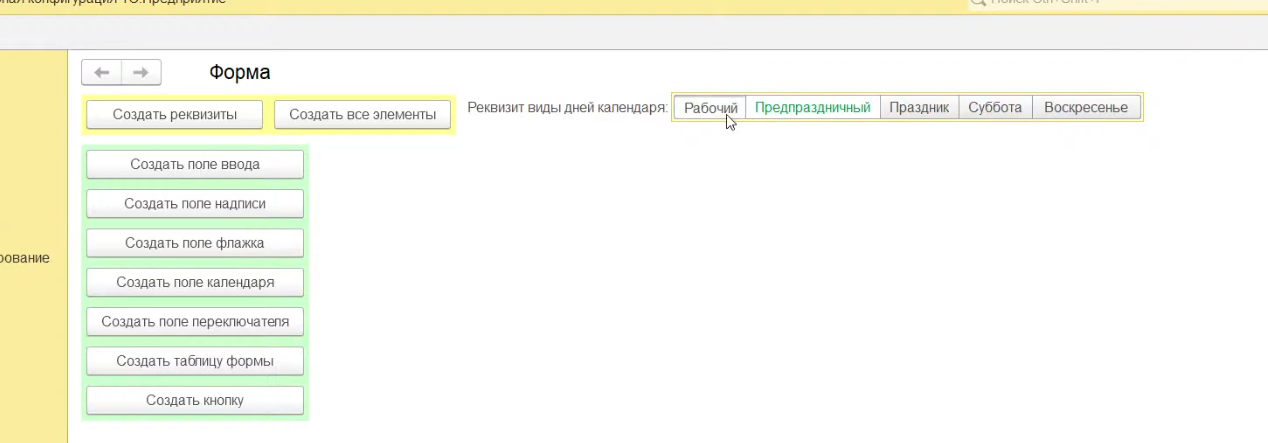 конфигурация 1С:Предприятие
Поиск Ctrl+Shift+F
Форма
Создать реквизиты
Создать все элементы
Реквизит виды дней календаря:
Рабочий
Предпраздничный
Праздник
Суббота
Воскресенье
Создать поле ввода
Создать поле надписи
Создать поле флажка
рование
Создать поле календаря
Создать поле переключателя
Создать таблицу формы
Создать кнопку